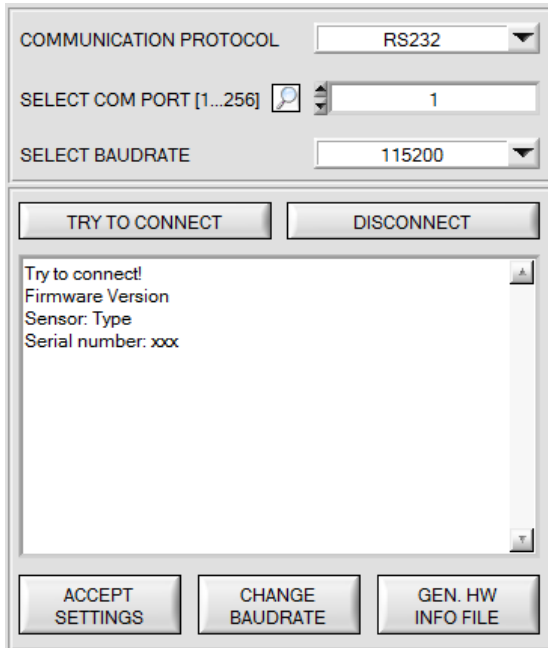 COMMUNICATION PROTOCOL RS232
SELECT COM PORT [1...256] 1
SELECT BAUDRATE 115200
TRY TO CONNECT DISCONNECT
Try to connect!
Firmware Version
Sensor: Type
Serial number: xxx
ACCEPT SETTINGS CHANGE BAUDRATE GEN. HW INFO FILE